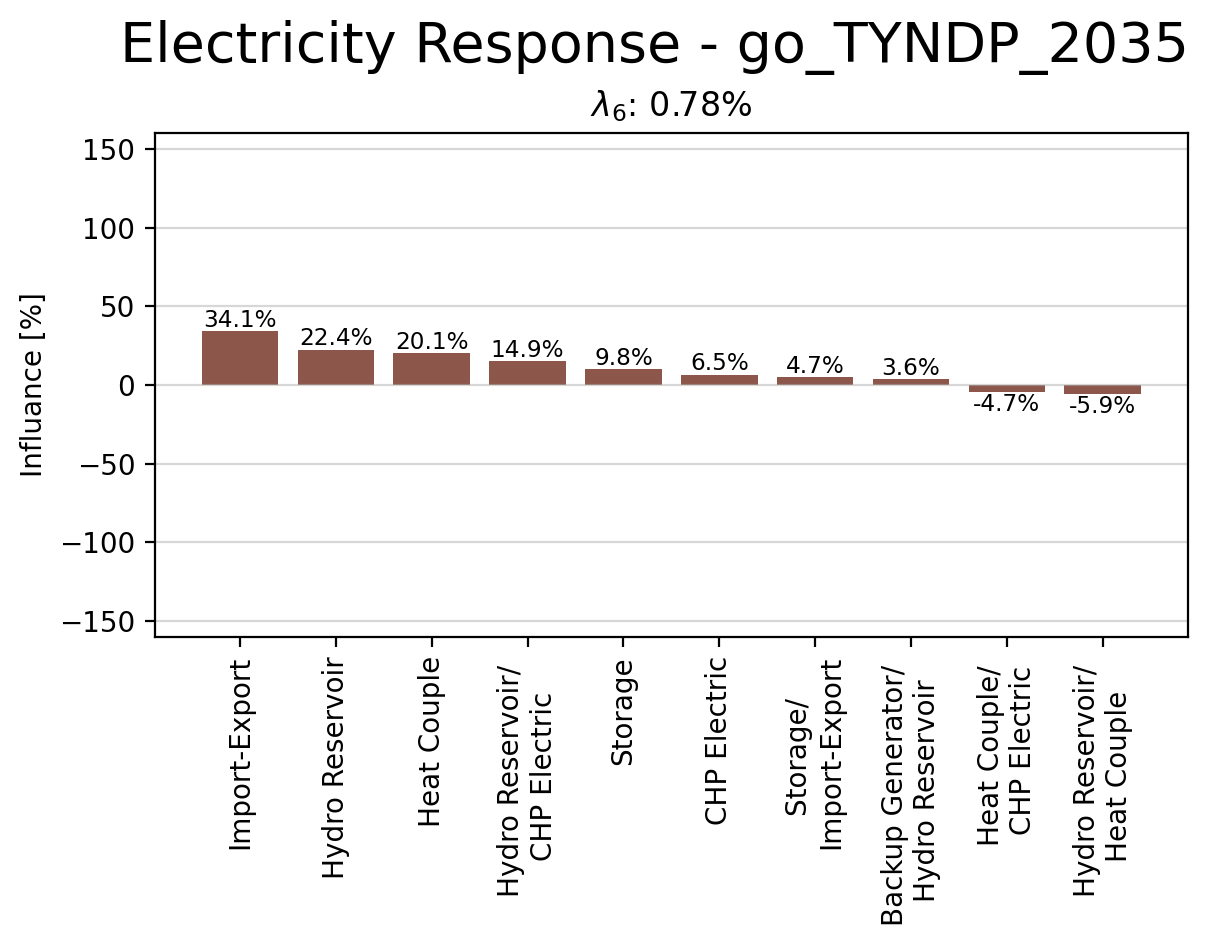 Electricity Response - go_TYNDP_2035
λ₆: 0.78%
150
100
50
0
−50
−100
−150
Influance [%]
34.1%
22.4%
20.1%
14.9%
9.8%
6.5%
4.7%
3.6%
-4.7%
-5.9%
Import-Export
Hydro Reservoir
Heat Couple
Hydro Reservoir/
CHP Electric
Storage
CHP Electric
Storage/
Import-Export
Backup Generator/
Hydro Reservoir
Heat Couple/
CHP Electric
Hydro Reservoir/
Heat Couple